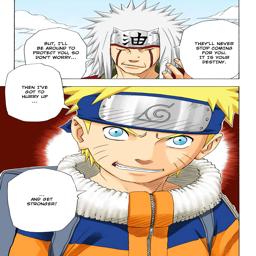 THEY'LL NEVER
STOP COMING
FOR YOU.
IT IS YOUR
DESTINY.
油
BUT, I'LL
BE AROUND TO
PROTECT YOU, SO
DON'T WORRY...
THEN I'VE
GOT TO
HURRY UP
...
AND GET
STRONGER!